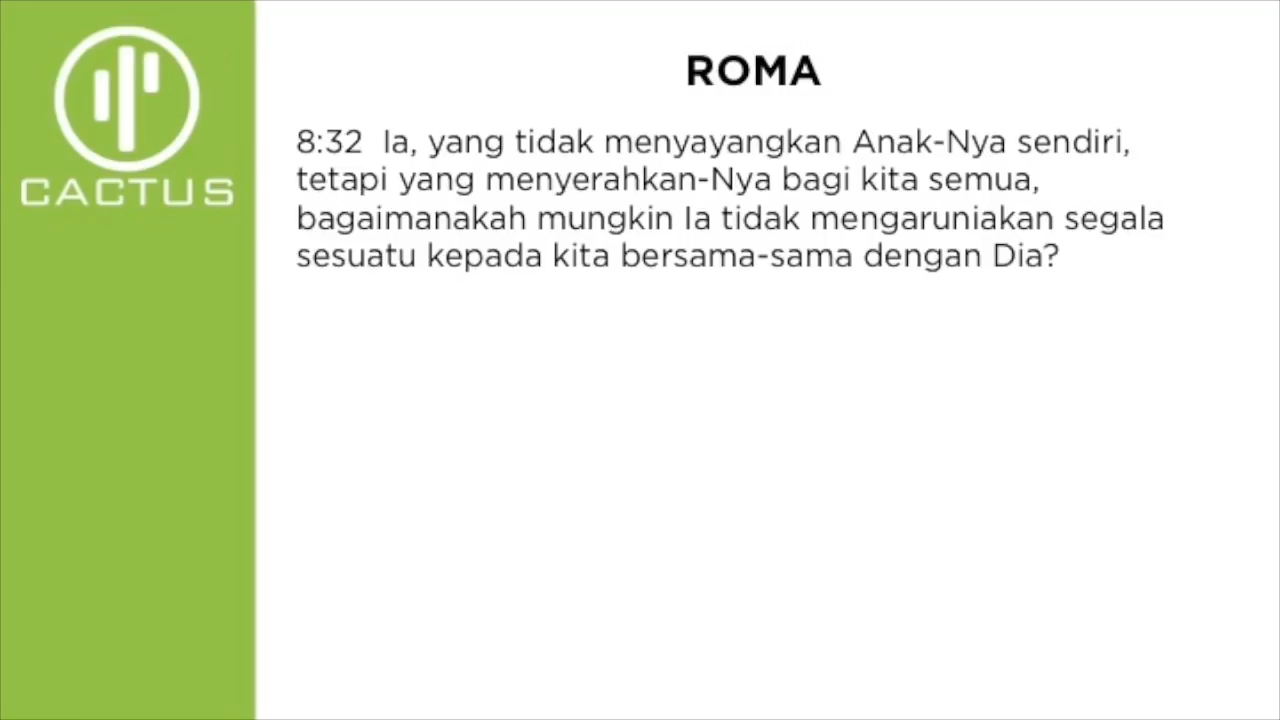 CACTUS
ROMA
8:32 Ia, yang tidak menyayangkan Anak-Nya sendiri,
tetapi yang menyerahkan-Nya bagi kita semua,
bagaimanakah mungkin Ia tidak mengaruniakan segala
sesuatu kepada kita bersama-sama dengan Dia?